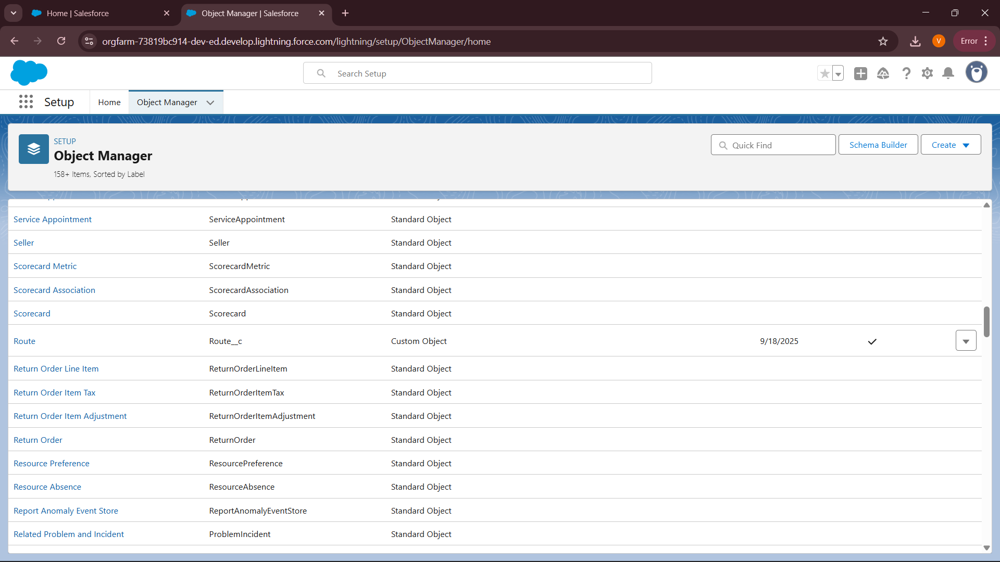 Home | Salesforce
Object Manager | Salesforce
orgfarm-73819bc914-dev-ed.develop.lightning.force.com/lightning/setup/ObjectManager/home
V
Error
Search Setup
Setup
Home
Object Manager
SETUP
Object Manager
158+ Items, Sorted by Label
Quick Find
Schema Builder
Create
Service Appointment ServiceAppointment Standard Object
Seller Seller Standard Object
Scorecard Metric ScorecardMetric Standard Object
Scorecard Association ScorecardAssociation Standard Object
Scorecard Scorecard Standard Object
Route Route__c Custom Object 9/18/2025
Return Order Line Item ReturnOrderLineItem Standard Object
Return Order Item Tax ReturnOrderItemTax Standard Object
Return Order Item Adjustment ReturnOrderItemAdjustment Standard Object
Return Order ReturnOrder Standard Object
Resource Preference ResourcePreference Standard Object
Resource Absence ResourceAbsence Standard Object
Report Anomaly Event Store ReportAnomalyEventStore Standard Object
Related Problem and Incident ProblemIncident Standard Object